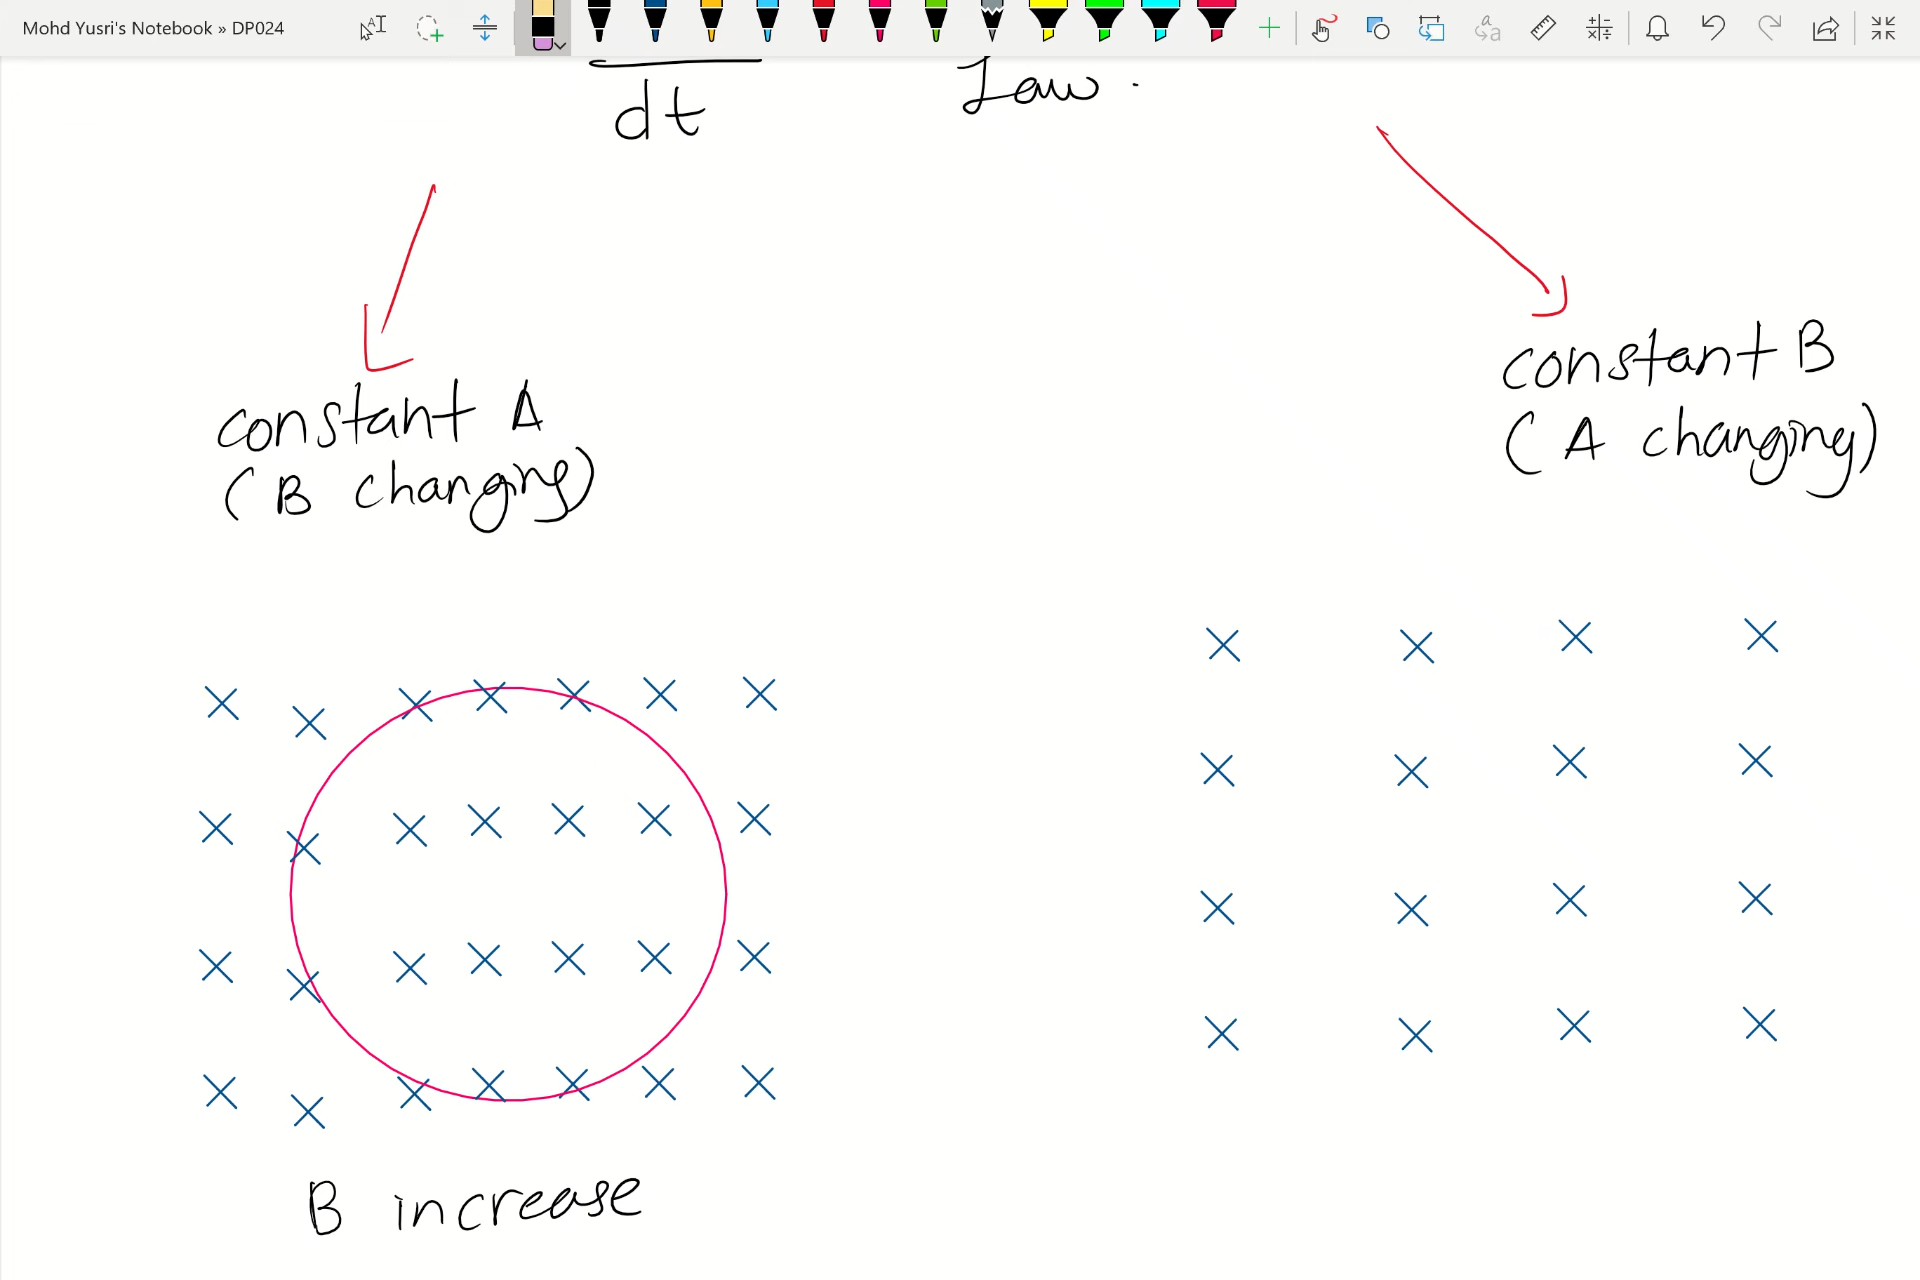 Mohd Yusri's Notebook » DP024
dt
Law.
constant A
(B changing)
constant B
(A changing)
B increase